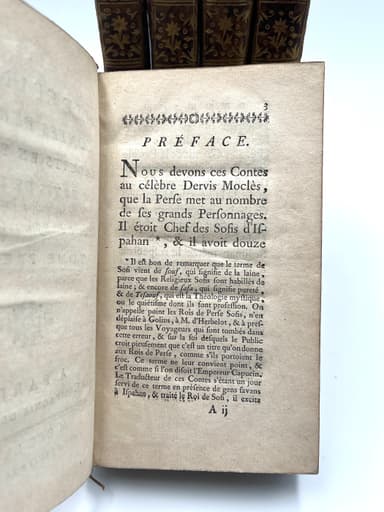 3
PRÉFACE.
Nous devons ces Contes
au célèbre Dervis Moclès,
que la Perse met au nombre
de ses grands Personnages.
Il étoit Chef des Sofis d'Is-
pahan *, & il avoit douze
* Il est bon de remarquer que le terme de
Sofi vient de souf, qui signifie de la laine,
parce que les Religieux Sofis sont habillés de
laine; & encore de safa, qui signifie pureté,
& de Tesaouf, qui est la Théologie mystique,
ou le quiétisme dont ils sont profession. On
n'appelle point les Rois de Perse Sofis, n'en
déplaise à Golius, à M. d'Herbelot, & à pres-
que tous les Voyageurs qui sont tombés dans
cette erreur, & sur la foi desquels le Public
croit pieusement que c'est un titre qu'on donne
aux Rois de Perse, comme s'ils portoient le
froc. Ce terme ne leur convient point, &
c'est comme si l'on disoit l'Empereur Capucin.
Le Traducteur de ces Contes s'étant un jour
servi de ce terme en présence de gens savans
à Ispahan, & traité le Roi de Sofi, il excita
A ij